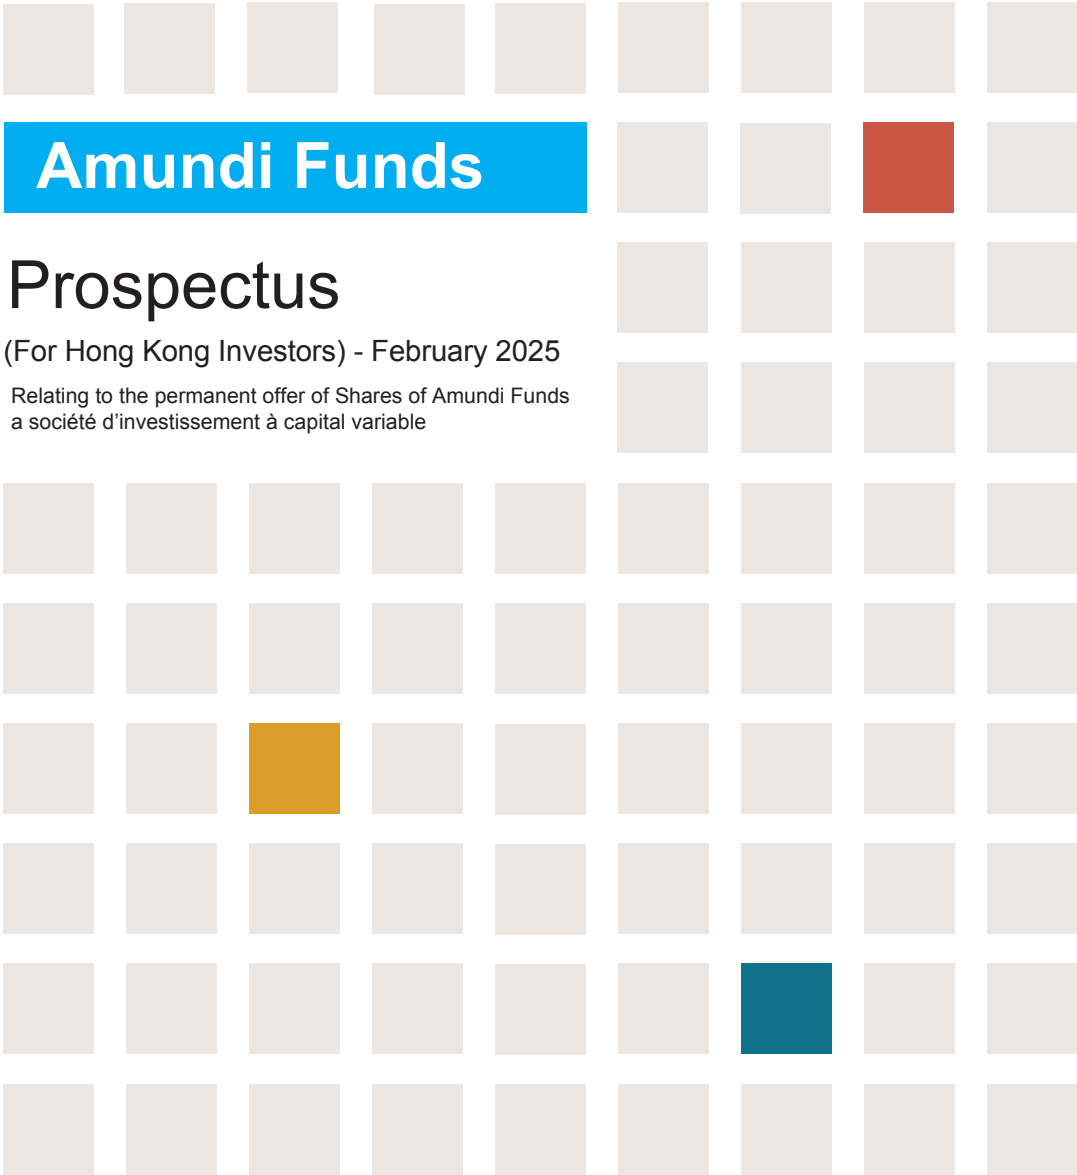 Amundi Funds
Prospectus
(For Hong Kong Investors) - February 2025
Relating to the permanent offer of Shares of Amundi Funds
a société d’investissement à capital variable